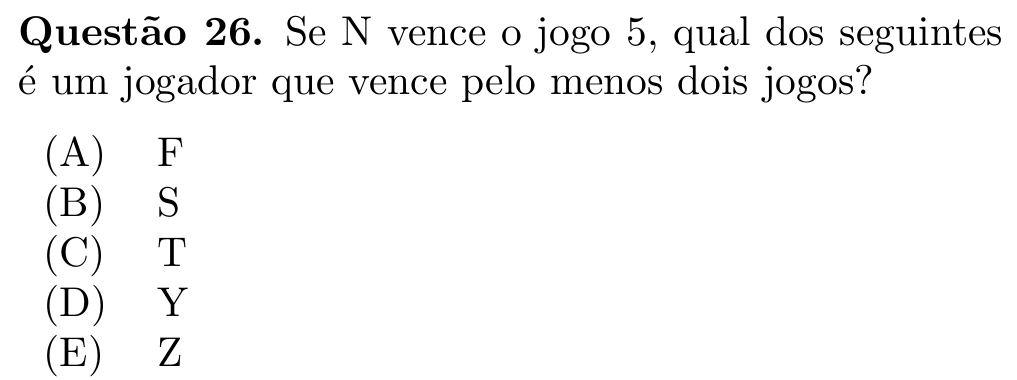 Questão 26. Se N vence o jogo 5, qual dos seguintes
é um jogador que vence pelo menos dois jogos?
(A) F
(B) S
(C) T
(D) Y
(E) Z